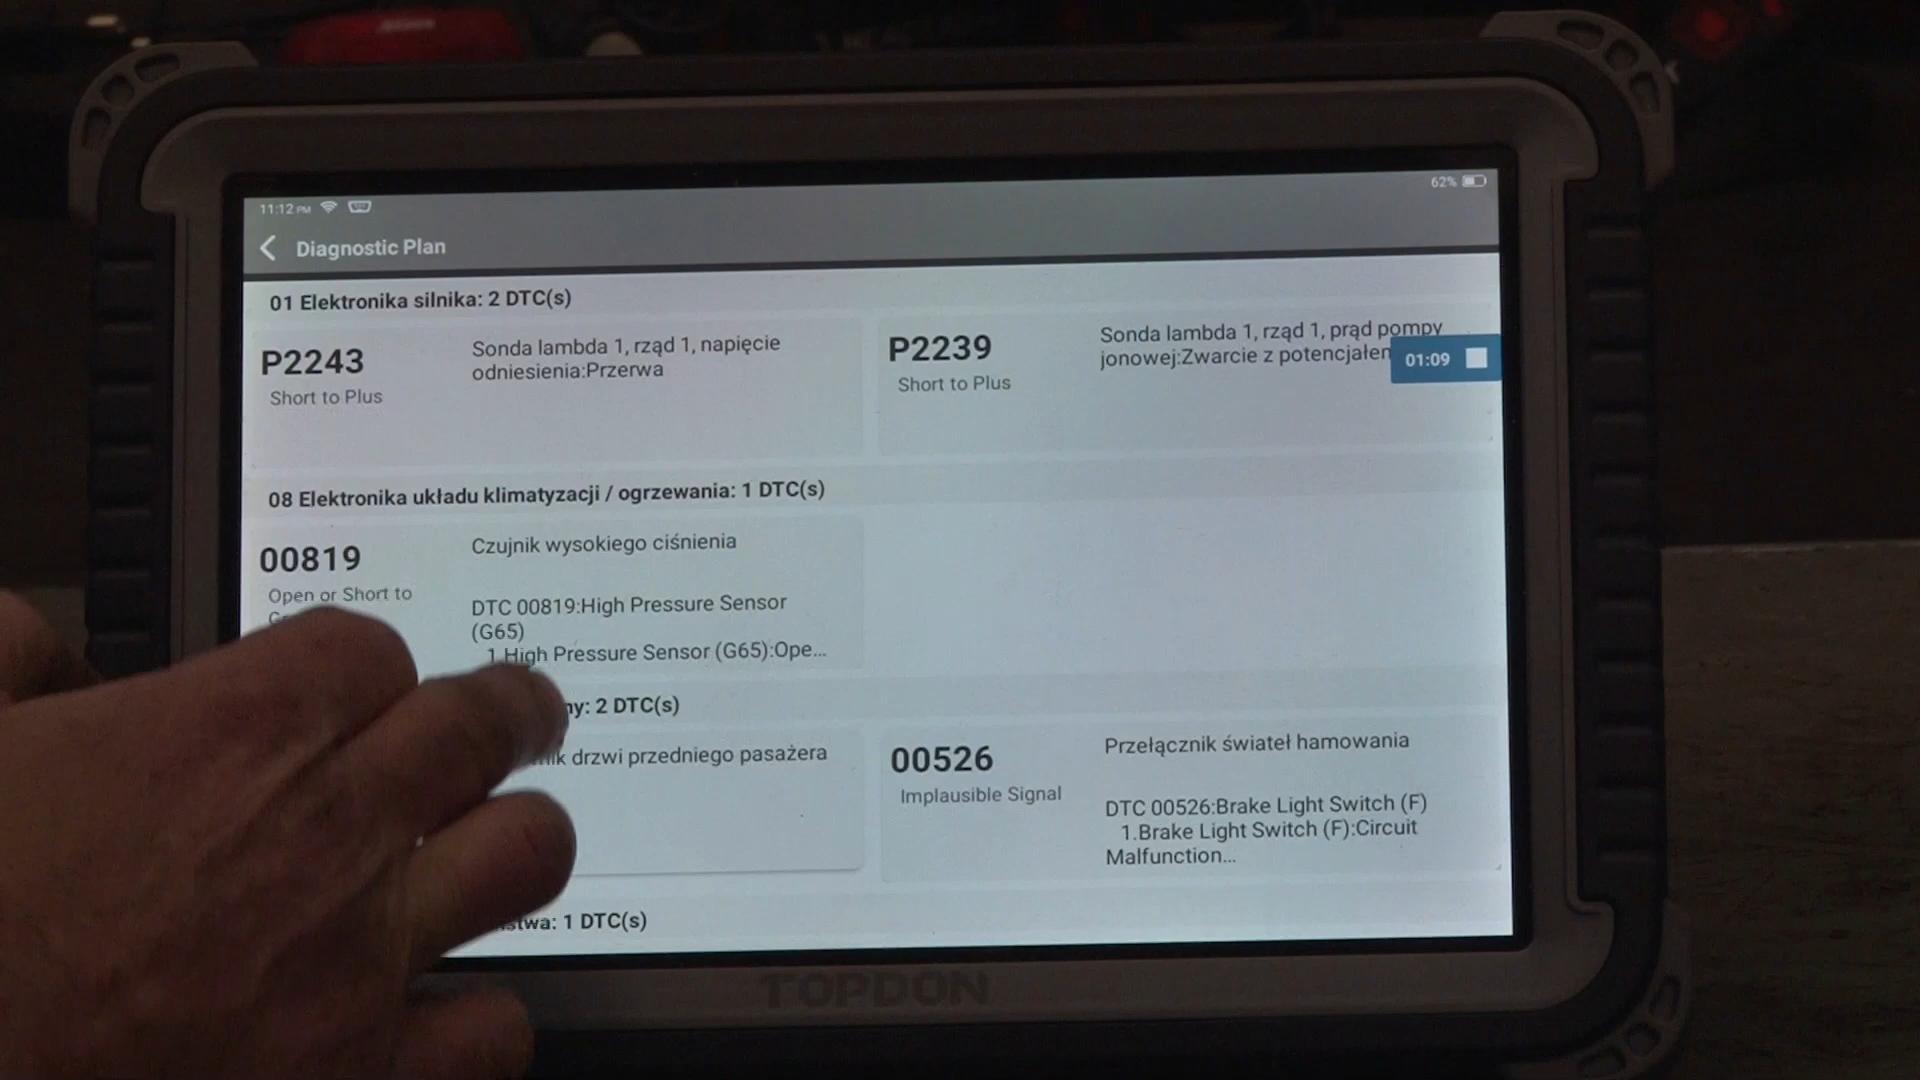 11:12 PM
62%
Diagnostic Plan
01 Elektronika silnika: 2 DTC(s)
P2243
Short to Plus
Sonda lambda 1, rząd 1, napięcie
odniesienia:Przerwa
P2239
Short to Plus
Sonda lambda 1, rząd 1, prąd pompy
jonowej:Zwarcie z
01:09
08 Elektronika układu klimatyzacji / ogrzewania: 1 DTC(s)
00819
Open or Short to
Czujnik wysokiego ciśnienia
DTC 00819:High Pressure Sensor
(G65)
1.High Pressure Sensor (G65):Ope...
2 DTC(s)
drzwi przedniego pasażera
00526
Implausible Signal
Przełącznik świateł hamowania
DTC 00526:Brake Light Switch (F)
1.Brake Light Switch (F):Circuit
Malfunction...
1 DTC(s)
TOPDON